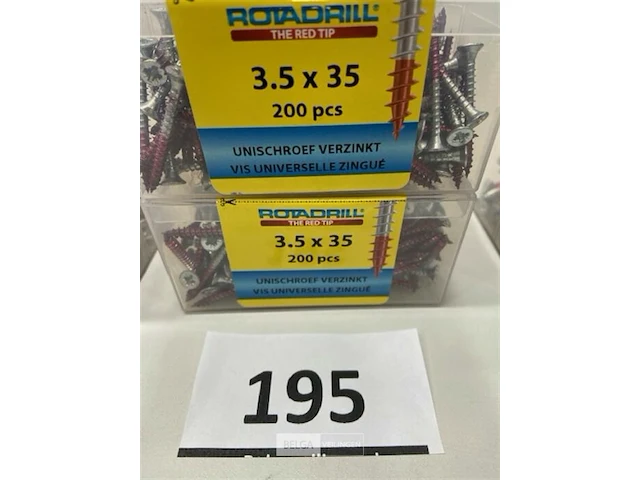 ROTADRILL®
THE RED TIP
3.5 x 35
200 pcs
UNISCHROEF VERZINKT
VIS UNIVERSELLE ZINGUÉ
ROTADRILL®
THE RED TIP
3.5 x 35
200 pcs
UNISCHROEF VERZINKT
VIS UNIVERSELLE ZINGUÉ
195
BELGA